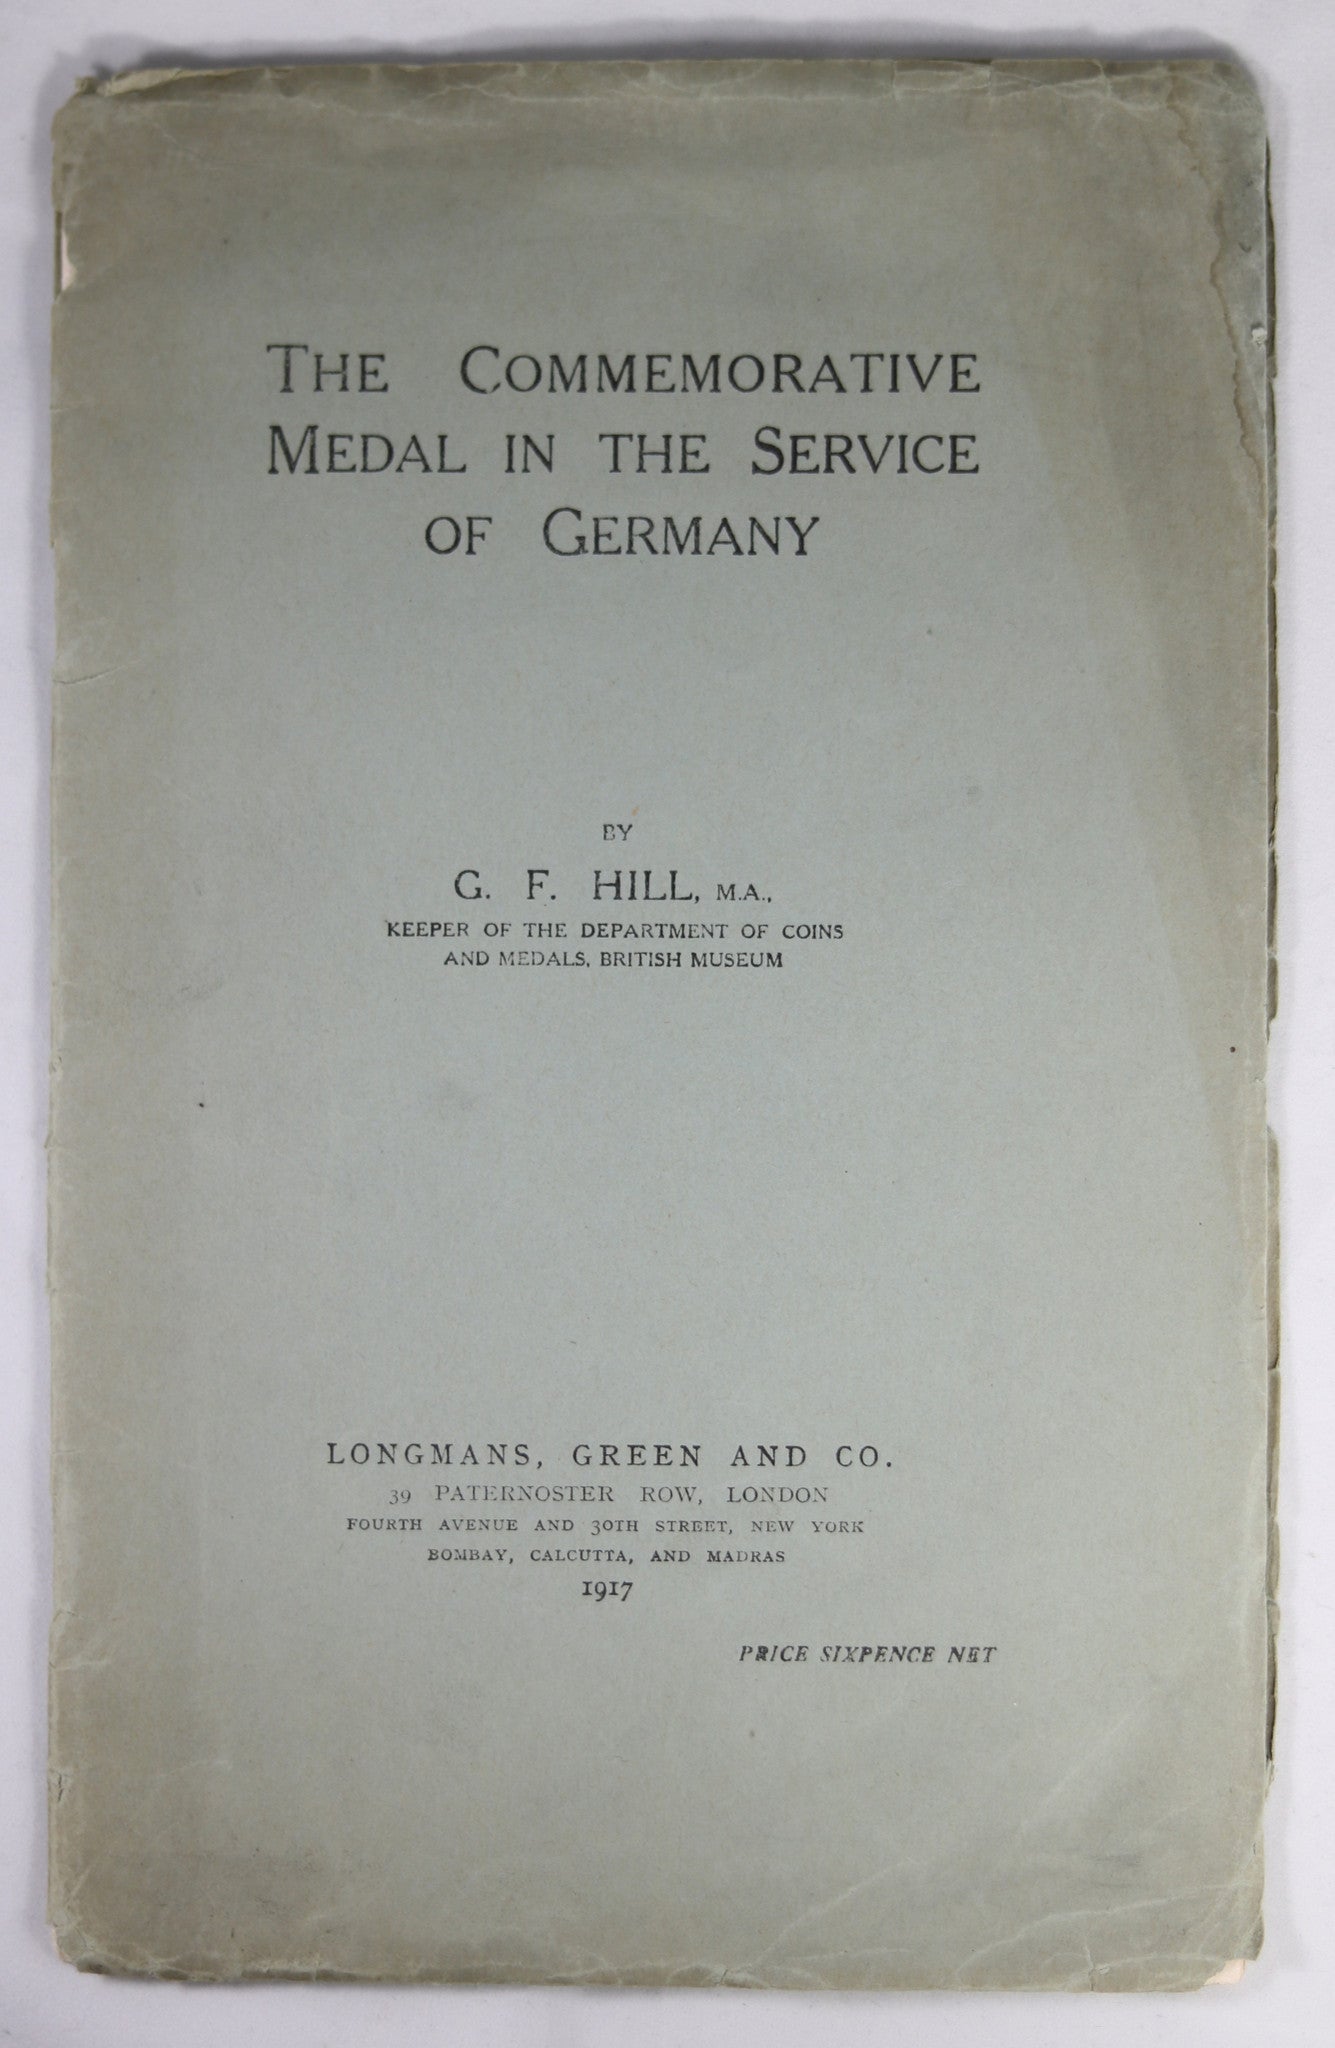 THE COMMEMORATIVE
MEDAL IN THE SERVICE
OF GERMANY
BY
G. F. HILL, M.A.,
KEEPER OF THE DEPARTMENT OF COINS
AND MEDALS, BRITISH MUSEUM
LONGMANS, GREEN AND CO.
39 PATERNOSTER ROW, LONDON
FOURTH AVENUE AND 30TH STREET, NEW YORK
BOMBAY, CALCUTTA, AND MADRAS
1917
PRICE SIXPENCE NET